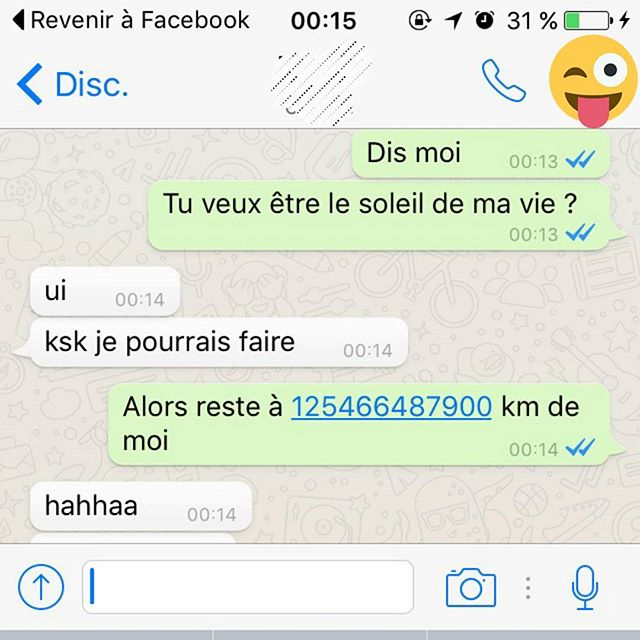 Revenir à Facebook 00:15 31 %
Disc.
Dis moi 00:13
Tu veux être le soleil de ma vie ?
00:13
ui 00:14
ksk je pourrais faire 00:14
Alors reste à 125466487900 km de
moi 00:14
hahhaa 00:14